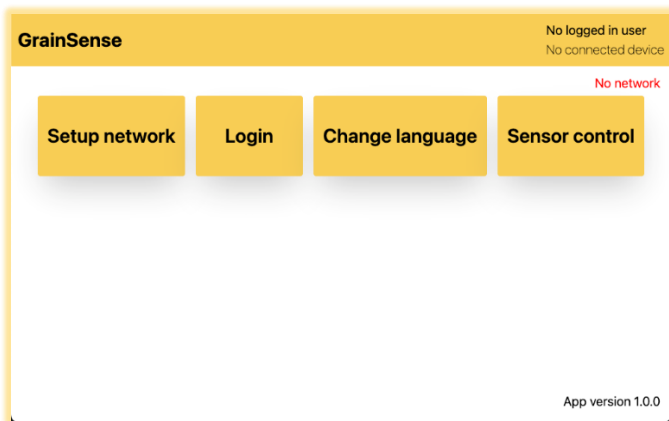 GrainSense
No logged in user
No connected device
No network
Setup network
Login
Change language
Sensor control
App version 1.0.0